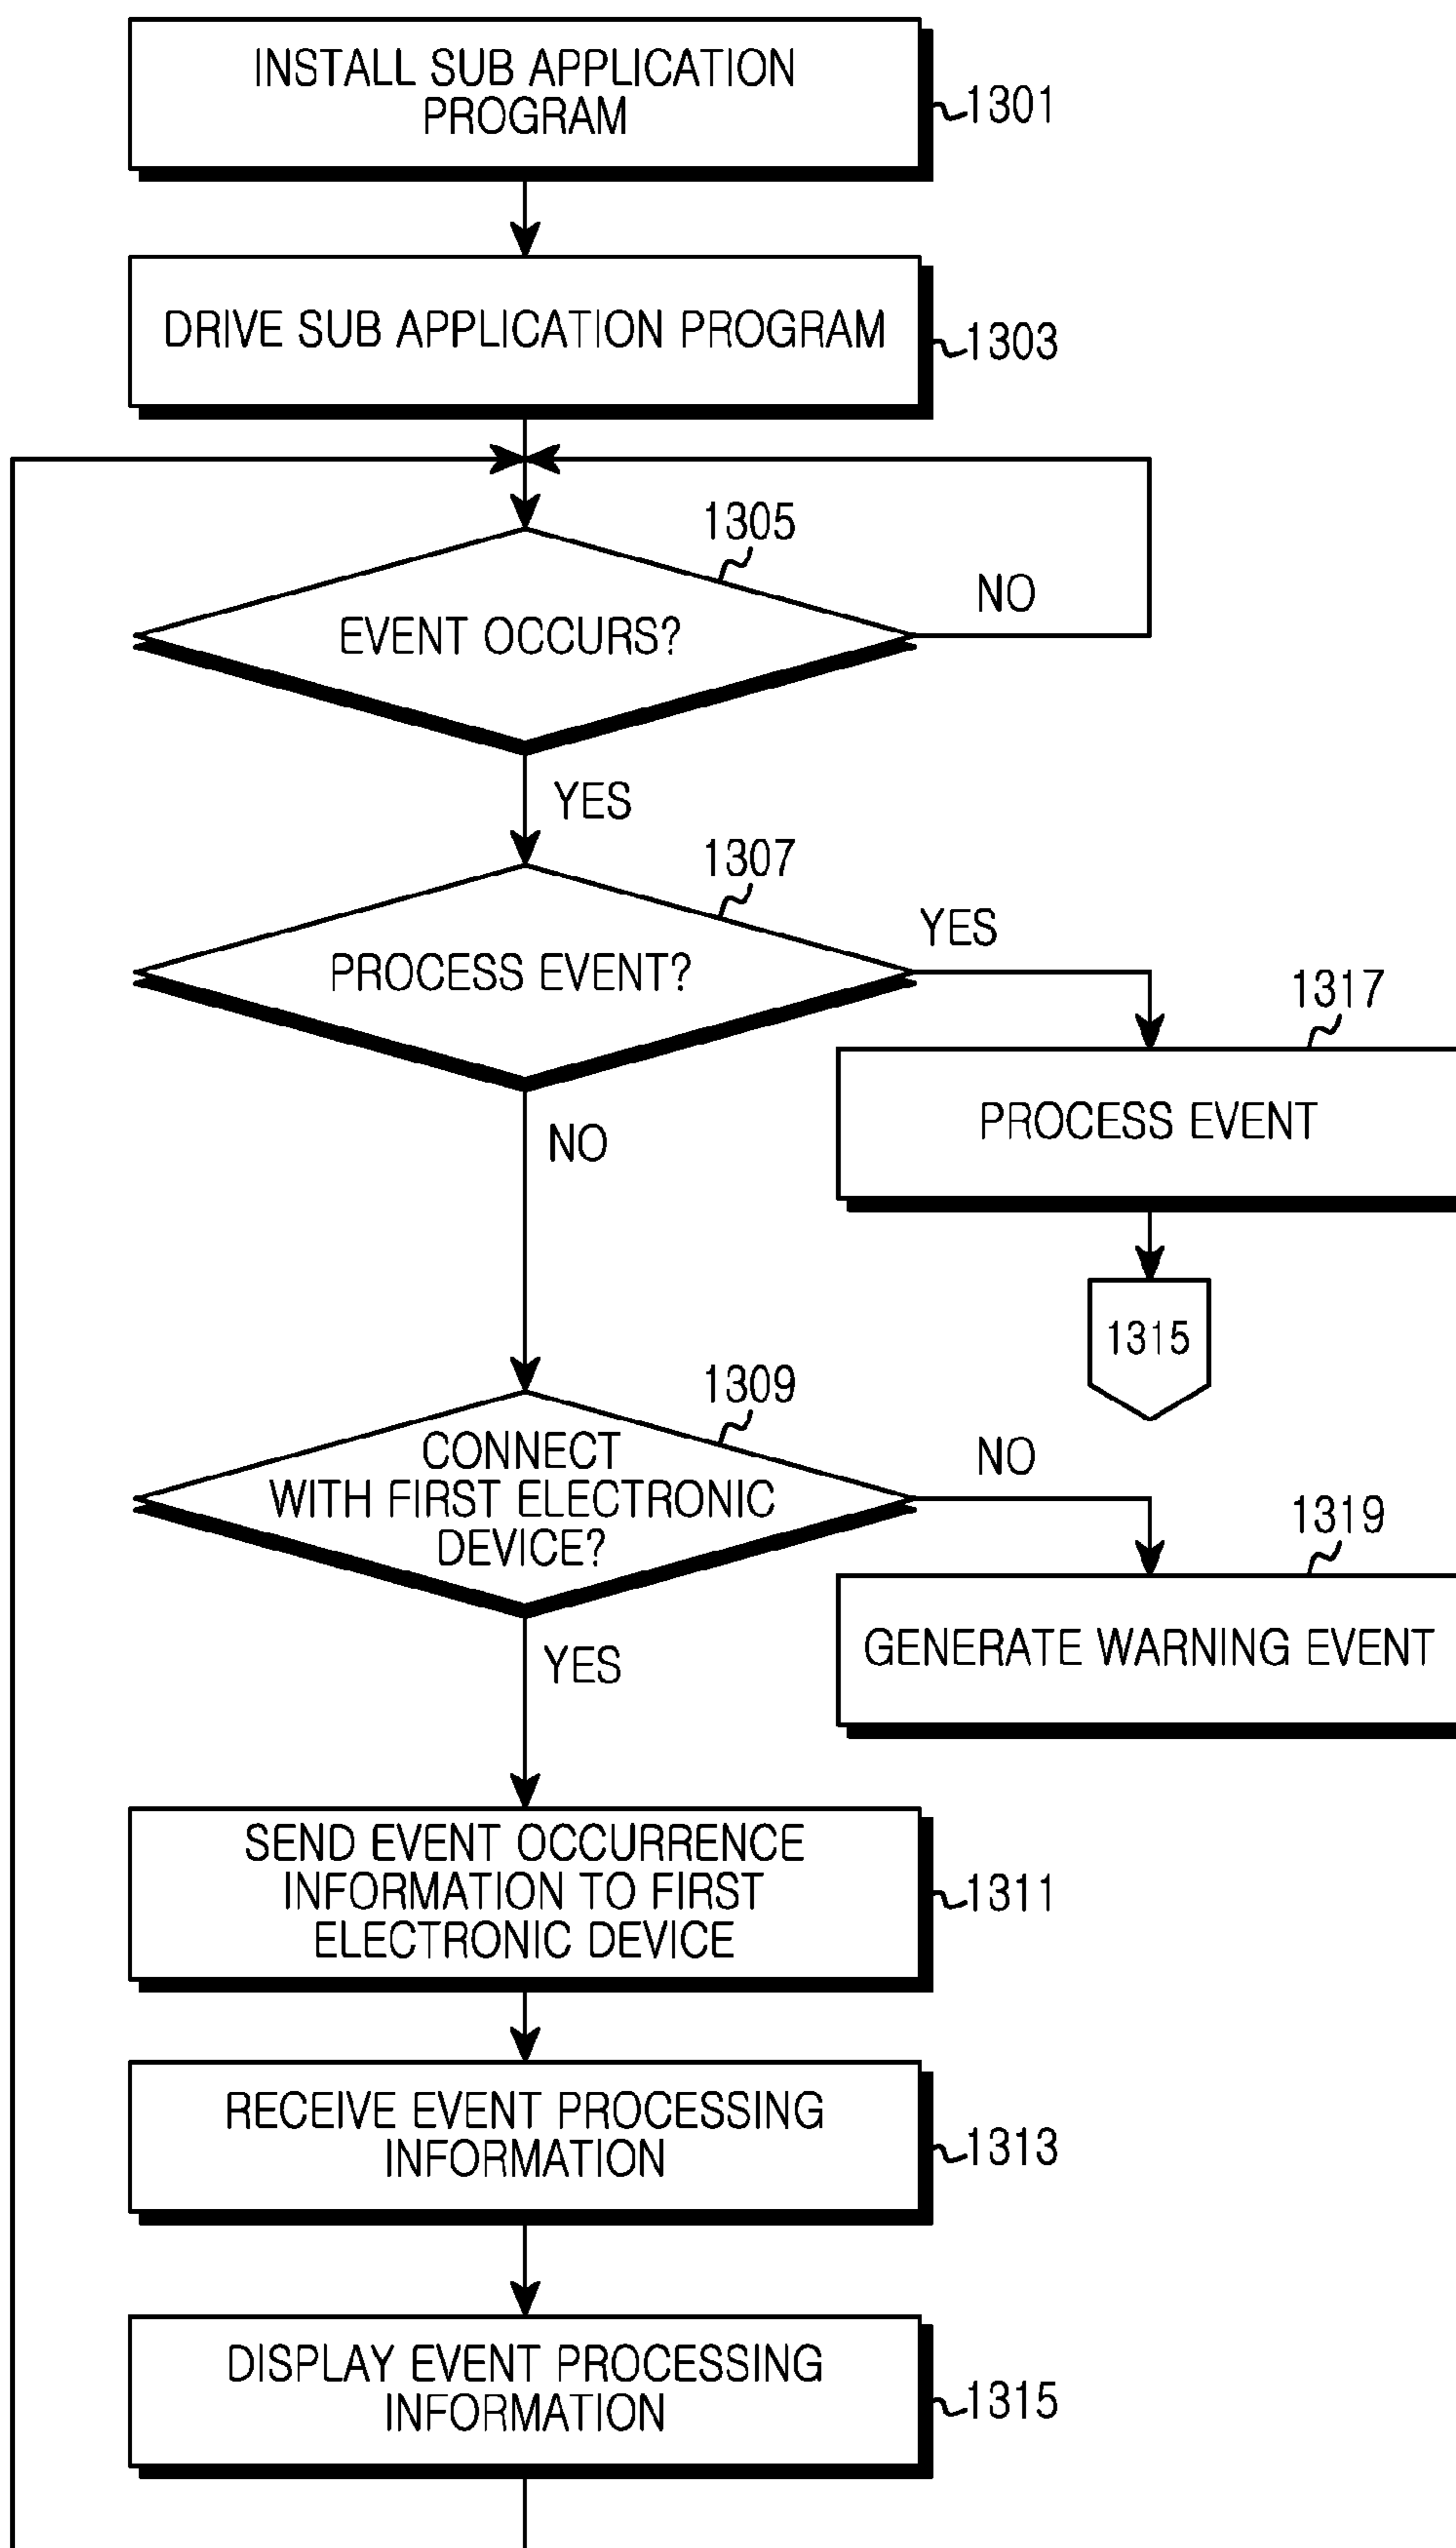 INSTALL SUB APPLICATION
PROGRAM
1301
DRIVE SUB APPLICATION PROGRAM
1303
1305
NO
EVENT OCCURS?
YES
1307
YES
PROCESS EVENT?
1317
PROCESS EVENT
NO
1315
1309
CONNECT
WITH FIRST ELECTRONIC
DEVICE?
NO
1319
GENERATE WARNING EVENT
YES
SEND EVENT OCCURRENCE
INFORMATION TO FIRST
ELECTRONIC DEVICE
1311
RECEIVE EVENT PROCESSING
INFORMATION
1313
DISPLAY EVENT PROCESSING
INFORMATION
1315